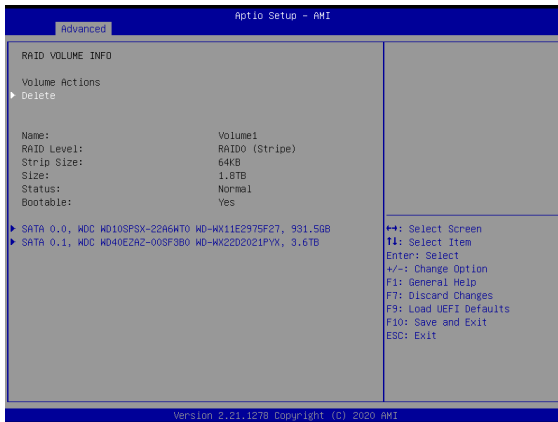 Aptio Setup - AMI
Advanced
RAID VOLUME INFO
Volume Actions
Delete
Name: Volume1
RAID Level: RAID0 (Stripe)
Strip Size: 64KB
Size: 1.8TB
Status: Normal
Bootable: Yes
SATA 0.0, WDC WD10SPSX-22A6WT0 WD-WX11E2975F27, 931.5GB
SATA 0.1, WDC WD40EZAZ-00SF3B0 WD-WX22D2021PYX, 3.6TB
↔: Select Screen
↑↓: Select Item
Enter: Select
+/-: Change Option
F1: General Help
F7: Discard Changes
F9: Load UEFI Defaults
F10: Save and Exit
ESC: Exit
Version 2.21.1278 Copyright (C) 2020 AMI